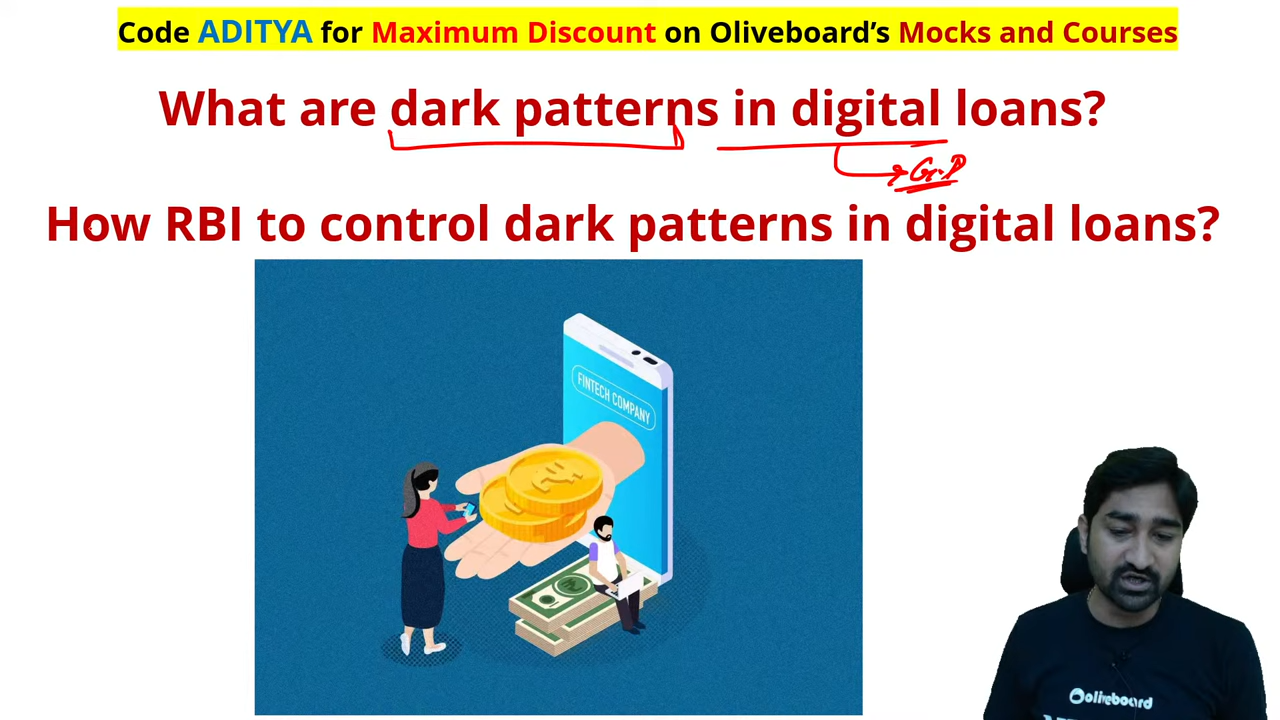 Code ADITYA for Maximum Discount on Oliveboard's Mocks and Courses
What are dark patterns in digital loans?
How RBI to control dark patterns in digital loans?
FINTECH COMPANY
oliveboard